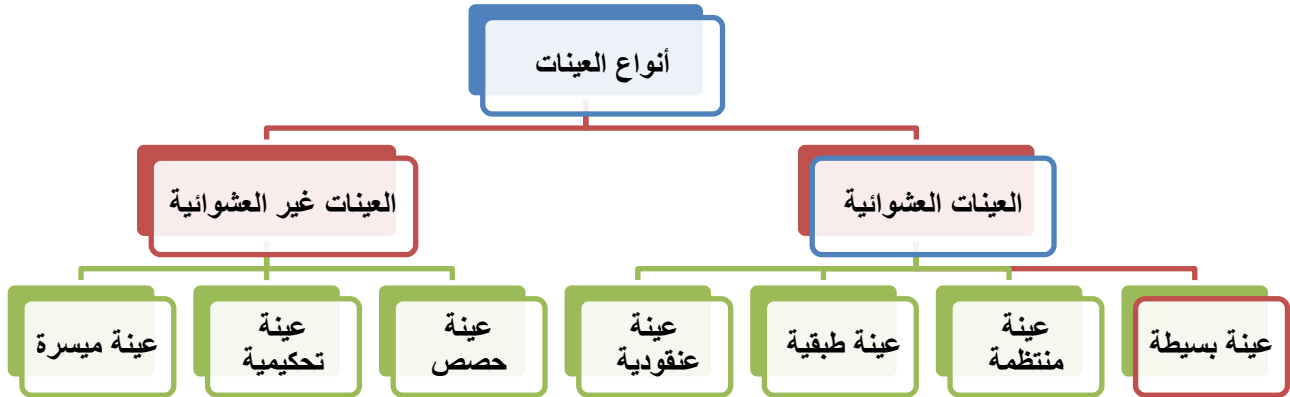 أنواع العينات
العينات العشوائية
العينات غير العشوائية
عينة بسيطة
عينة
منتظمة
عينة طبقية
عينة
عنقودية
عينة
حصص
عينة
تحكيمية
عينة ميسرة